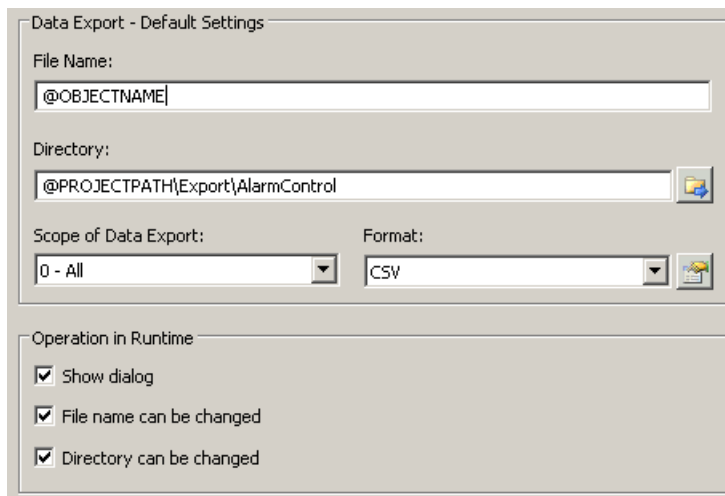 Data Export - Default Settings
File Name:
@OBJECTNAME
Directory:
@PROJECTPATH\Export\AlarmControl
Scope of Data Export: Format:
0 - All CSV
Operation in Runtime
Show dialog
File name can be changed
Directory can be changed